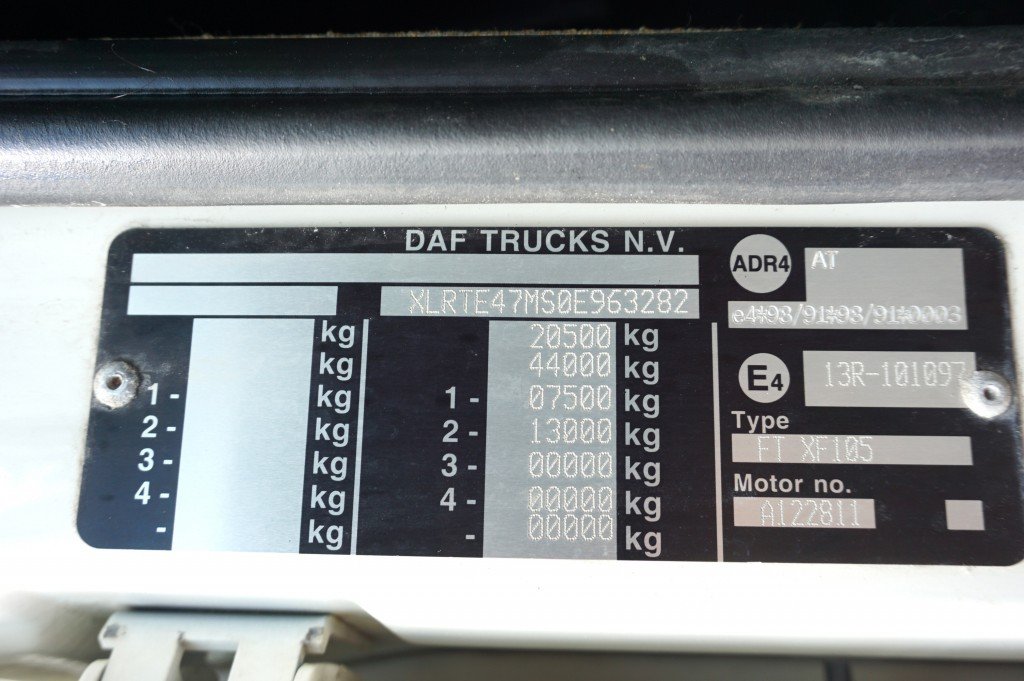 DAF TRUCKS N.V.
XLRTE47MS0E963282
kg 20500 kg
kg 44000 kg
1- kg 1- 07500 kg
2- kg 2- 13000 kg
3- kg 3- 00000 kg
4- kg 4- 00000 kg
- kg - 00000 kg
ADR4 AT
e4*98/91*98/91*0003
E4 13R-101097
Type
FT XF105
Motor no.
A122811